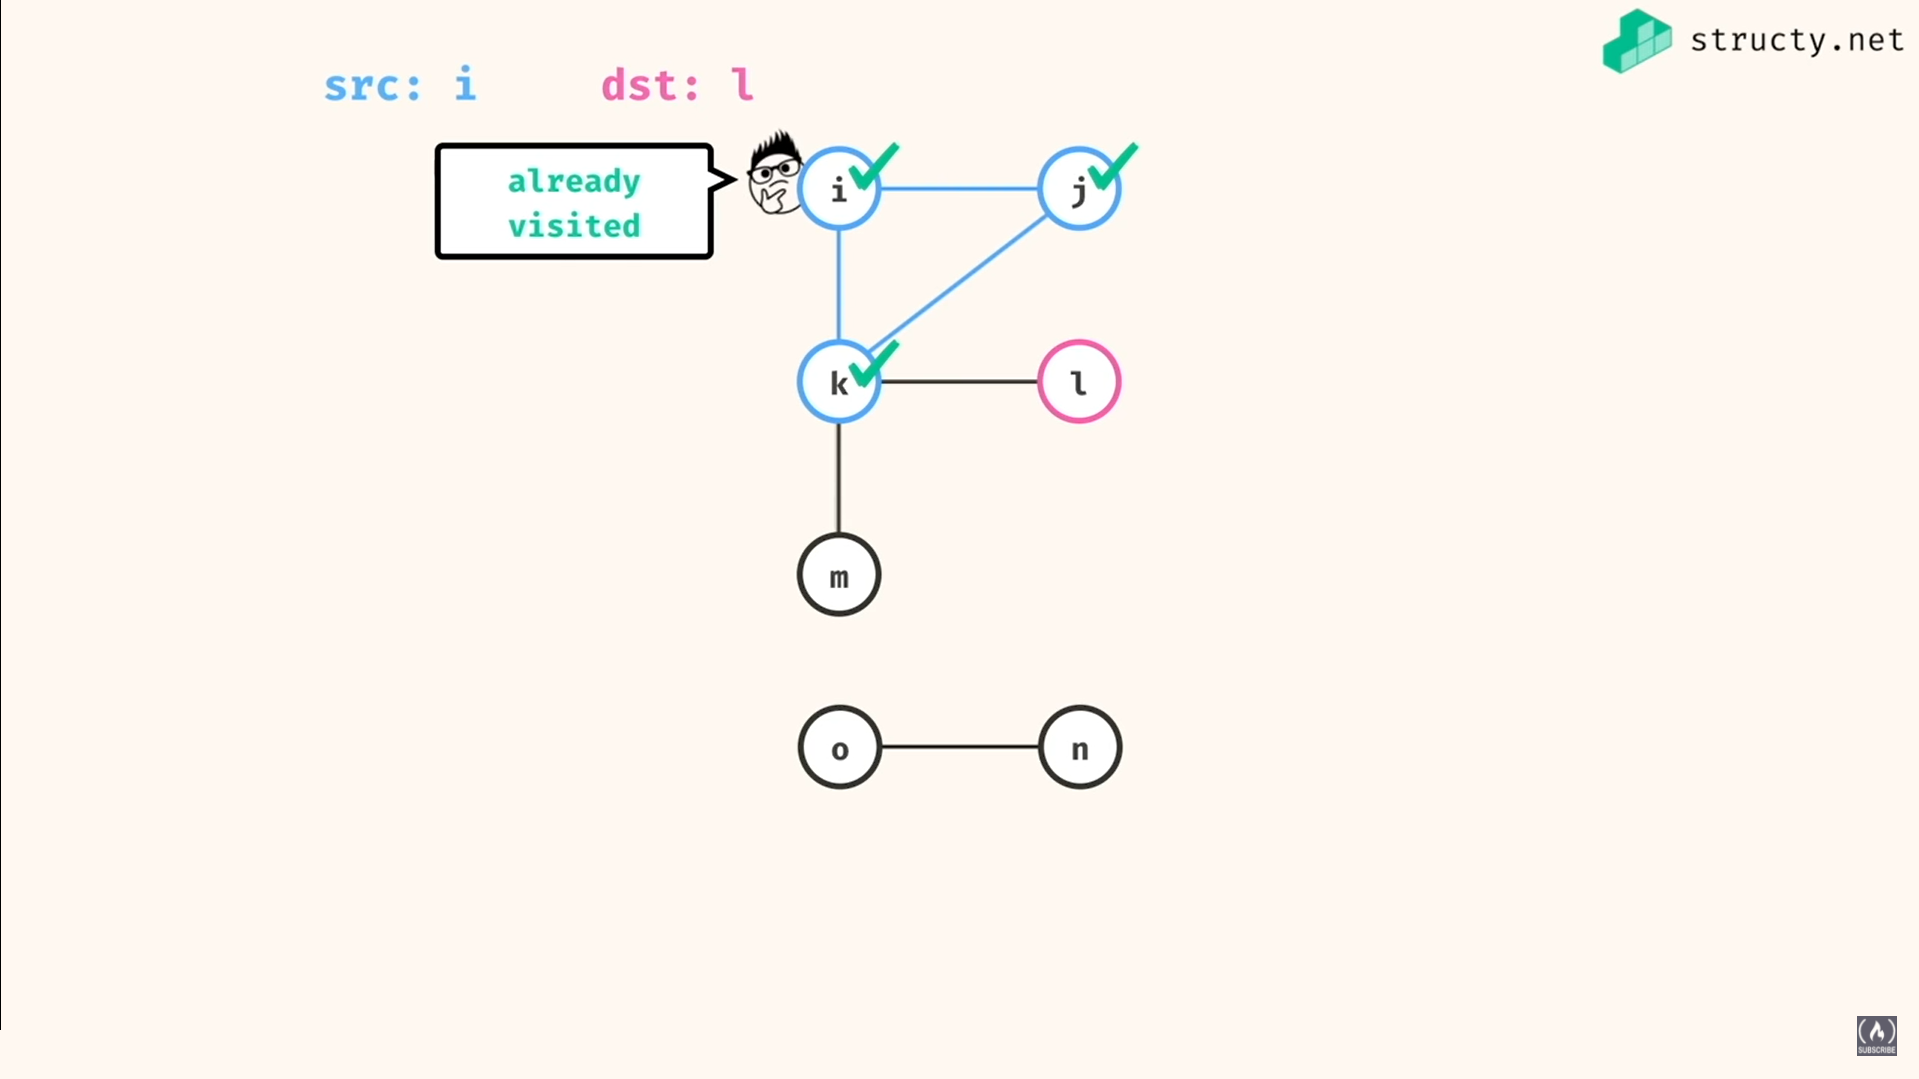 structy.net
src: i
dst: l
already
visited
i
j
k
l
m
o
n
SUBSCRIBE